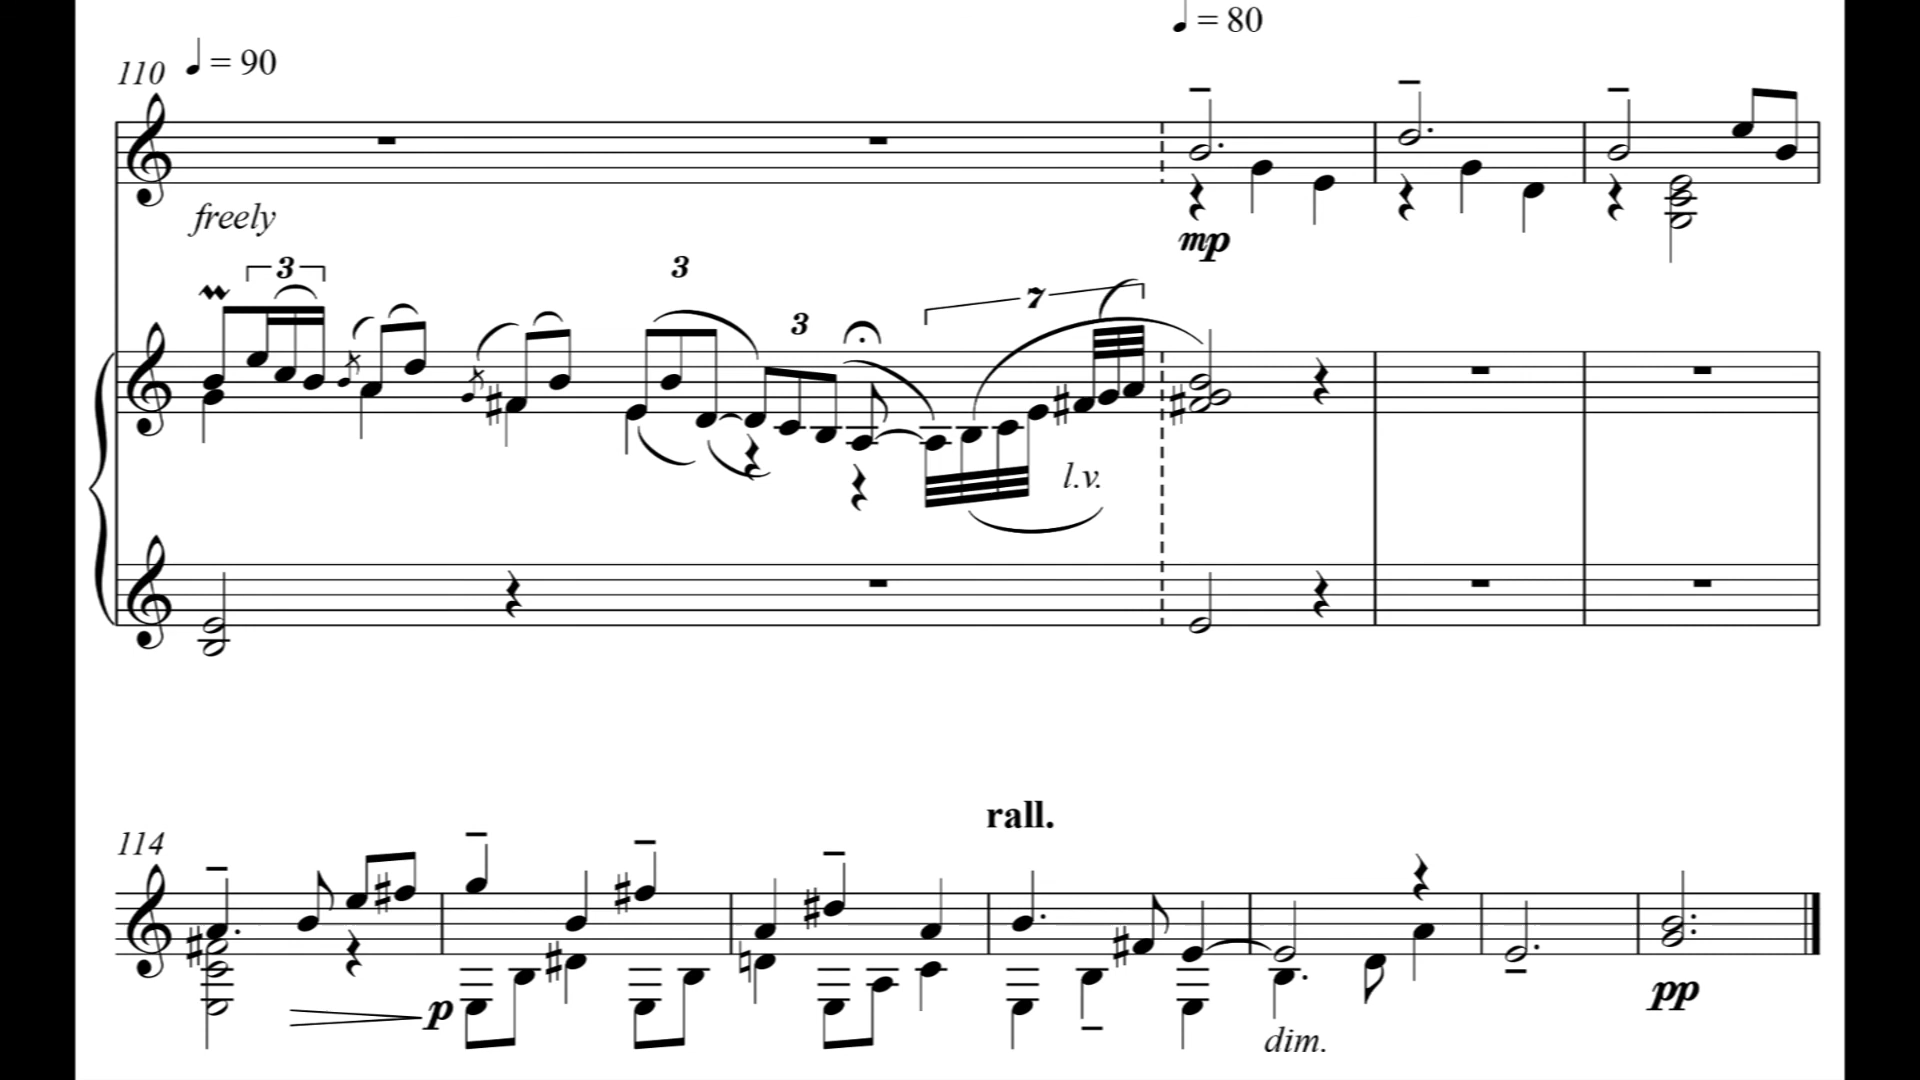 = 80
110 = 90
freely
mp
3
3
3
7
l.v.
rall.
114
p
dim.
pp